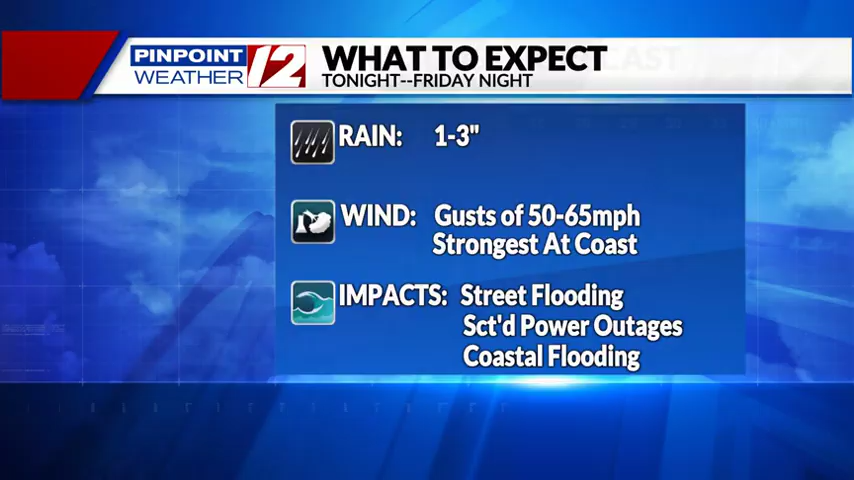 PINPOINT
WEATHER 12
WHAT TO EXPECT
TONIGHT--FRIDAY NIGHT
RAIN: 1-3"
WIND: Gusts of 50-65mph
Strongest At Coast
IMPACTS: Street Flooding
Sct'd Power Outages
Coastal Flooding